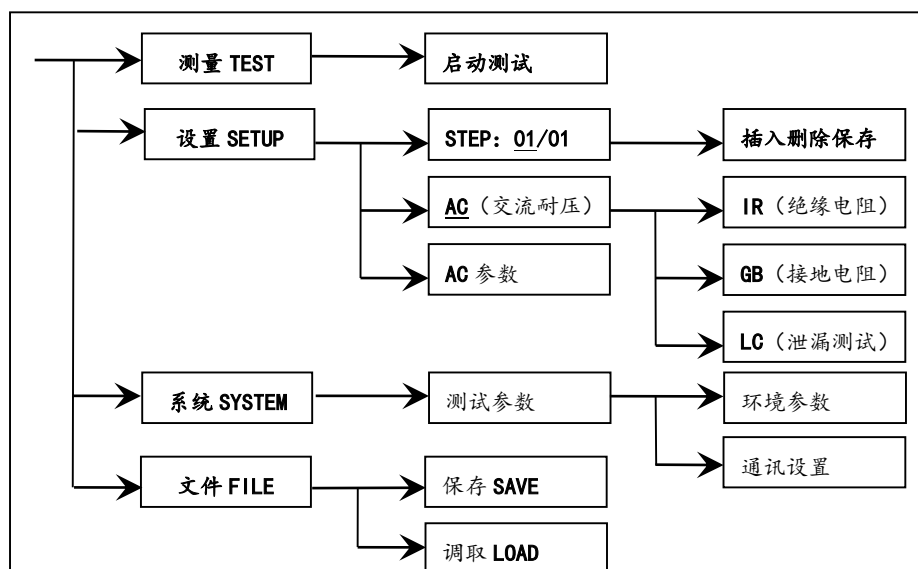 测量 TEST
启动测试
设置 SETUP
STEP: 01/01
插入删除保存
AC（交流耐压）
IR（绝缘电阻）
AC 参数
GB（接地电阻）
LC（泄漏测试）
系统 SYSTEM
测试参数
环境参数
通讯设置
文件 FILE
保存 SAVE
调取 LOAD